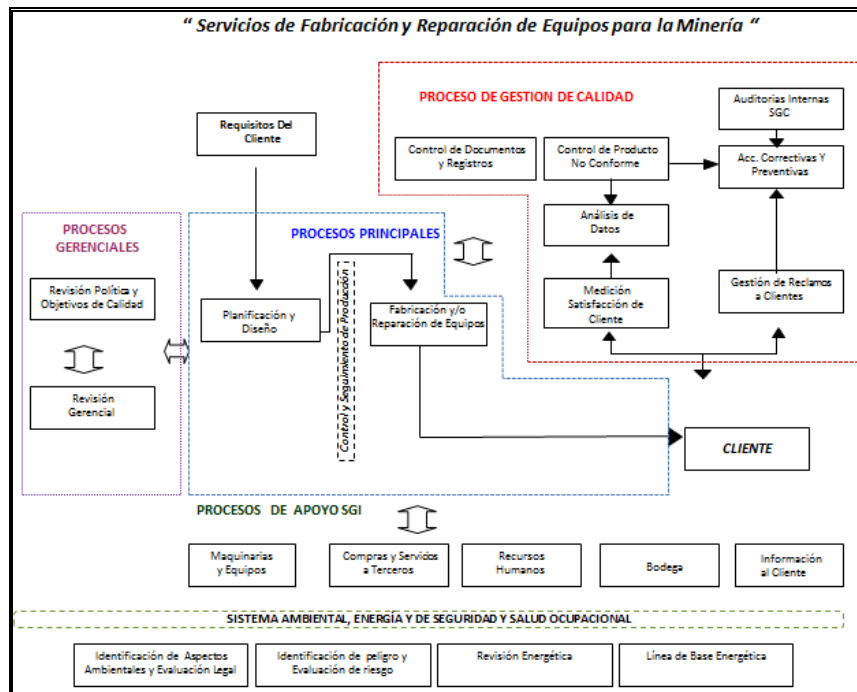 “ Servicios de Fabricación y Reparación de Equipos para la Minería “
PROCESO DE GESTION DE CALIDAD
Auditorias Internas
SGC
Requisitos Del
Cliente
Control de Documentos
y Registros
Control de Producto
No Conforme
Acc. Correctivas Y
Preventivas
PROCESOS
GERENCIALES
PROCESOS PRINCIPALES
Análisis de
Datos
Revisión Política y
Objetivos de Calidad
Planificación y
Diseño
Control y Seguimiento de Producción
Fabricación y/o
Reparación de Equipos
Medición
Satisfacción de
Cliente
Gestión de Reclamos
a Clientes
Revisión
Gerencial
CLIENTE
PROCESOS DE APOYO SGI
Maquinarias
y Equipos
Compras y Servicios
a Terceros
Recursos
Humanos
Bodega
Información
al Cliente
SISTEMA AMBIENTAL, ENERGÍA Y DE SEGURIDAD Y SALUD OCUPACIONAL
Identificación de Aspectos
Ambientales y Evaluación Legal
Identificación de peligro y
Evaluación de riesgo
Revisión Energética
Línea de Base Energética